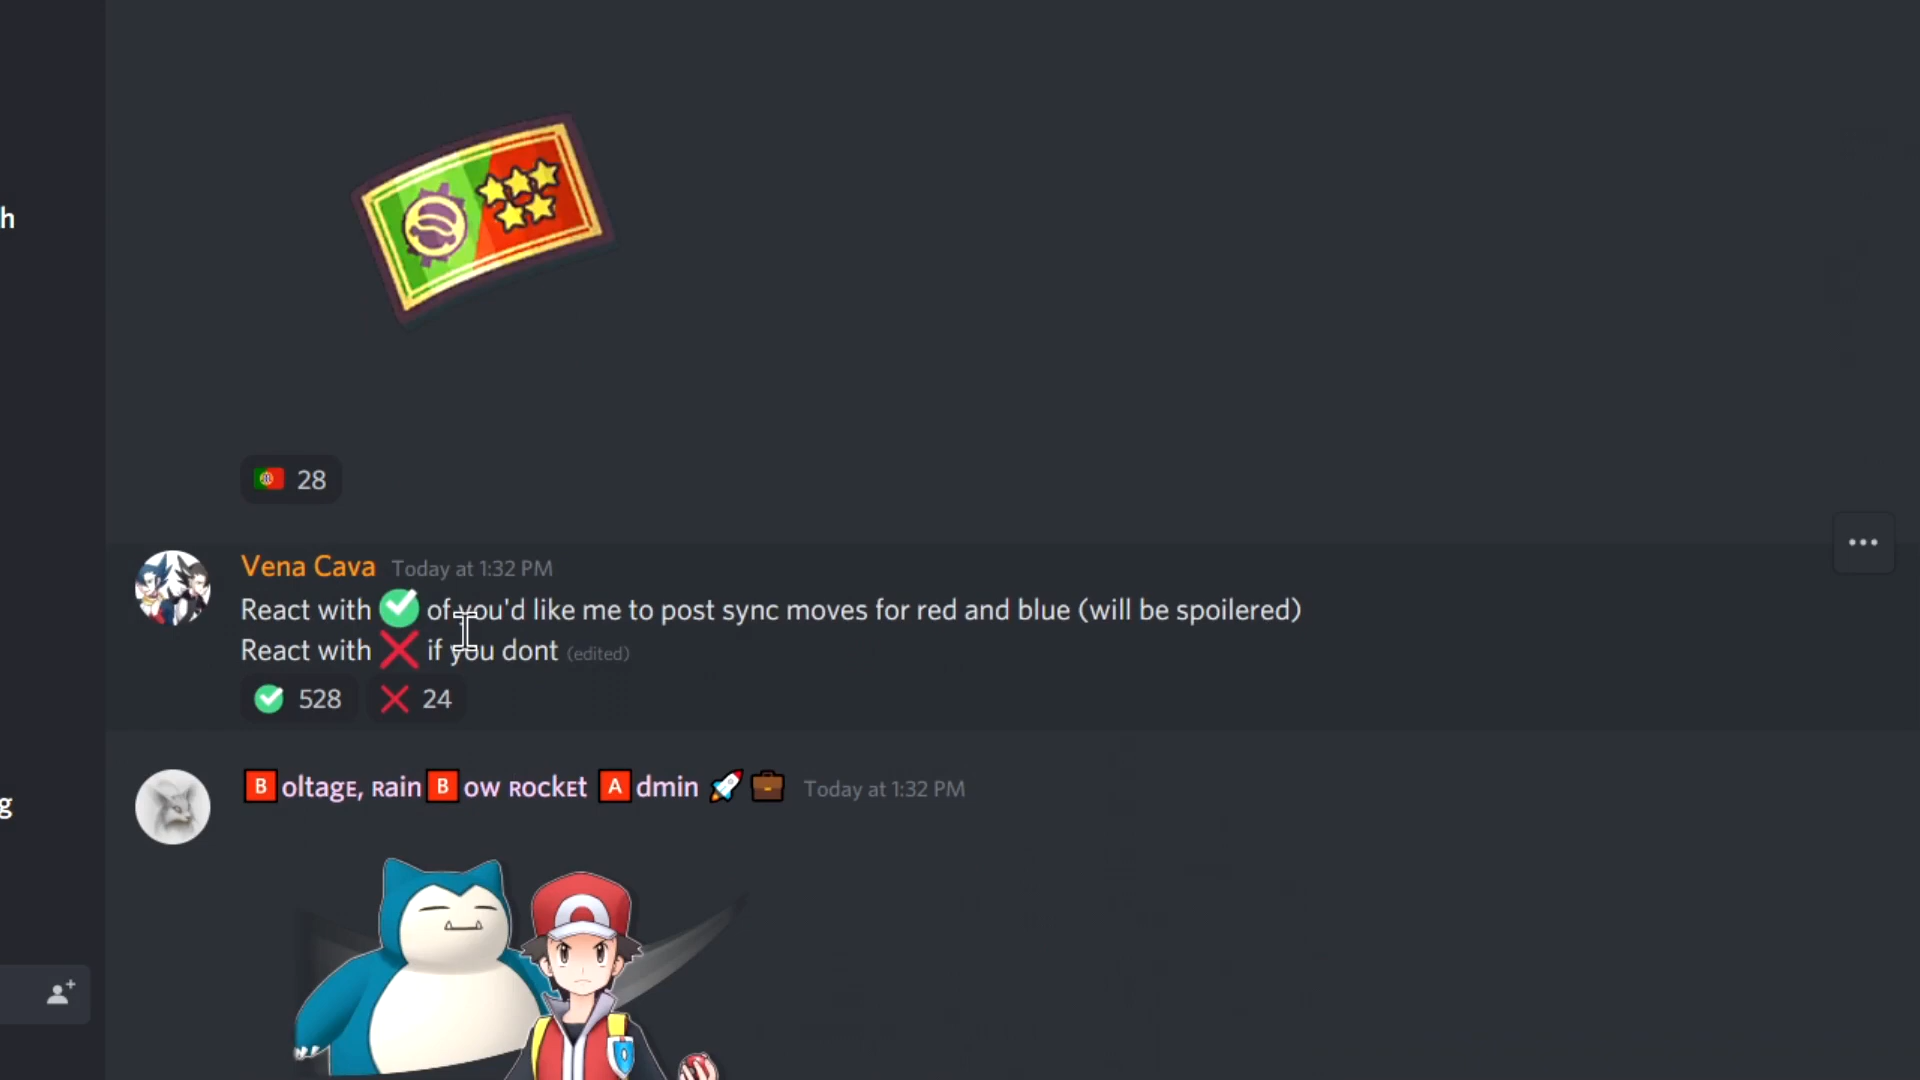 h
28
Vena Cava Today at 1:32 PM
React with ✅ of you'd like me to post sync moves for red and blue (will be spoilered)
React with ❌ if you dont (edited)
✅ 528 ❌ 24
🅱oltagE, ʀain🅱ow ʀockEt 🅰dmin 🚀💼 Today at 1:32 PM
g